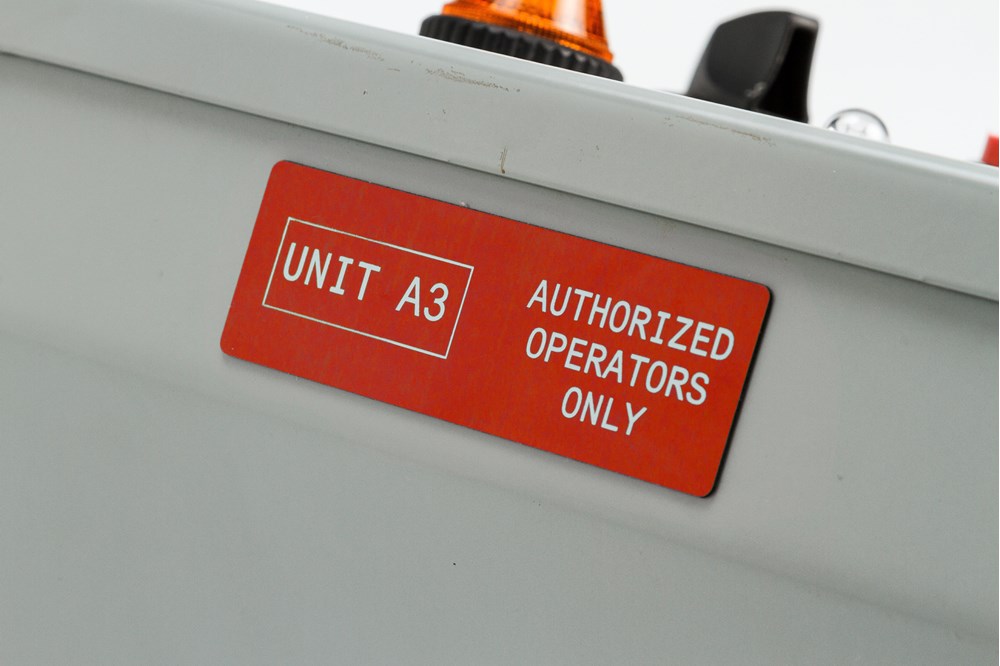 UNIT A3
AUTHORIZED
OPERATORS
ONLY